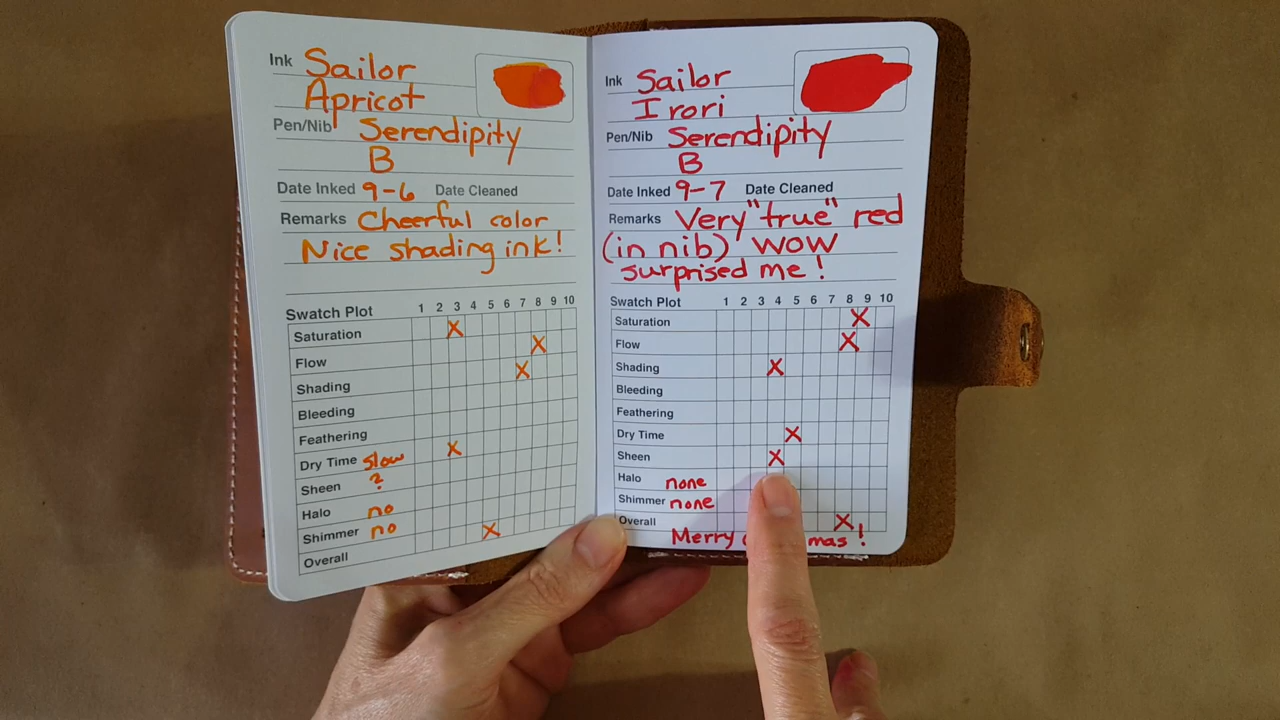 Ink Sailor
Apricot
Pen/Nib Serendipity
B
Date Inked 9-6 Date Cleaned
Remarks Cheerful color
Nice shading ink!
Swatch Plot 1 2 3 4 5 6 7 8 9 10
Saturation X
Flow X
Shading X
Bleeding
Feathering
Dry Time slow X
Sheen ?
Halo no
Shimmer no
Overall X
Ink Sailor
Irori
Pen/Nib Serendipity
B
Date Inked 9-7 Date Cleaned
Remarks Very "true" red
(in nib) WOW
surprised me!
Swatch Plot 1 2 3 4 5 6 7 8 9 10
Saturation X
Flow X
Shading X
Bleeding
Feathering
Dry Time X
Sheen X
Halo none
Shimmer none
Overall X
Merry mas!